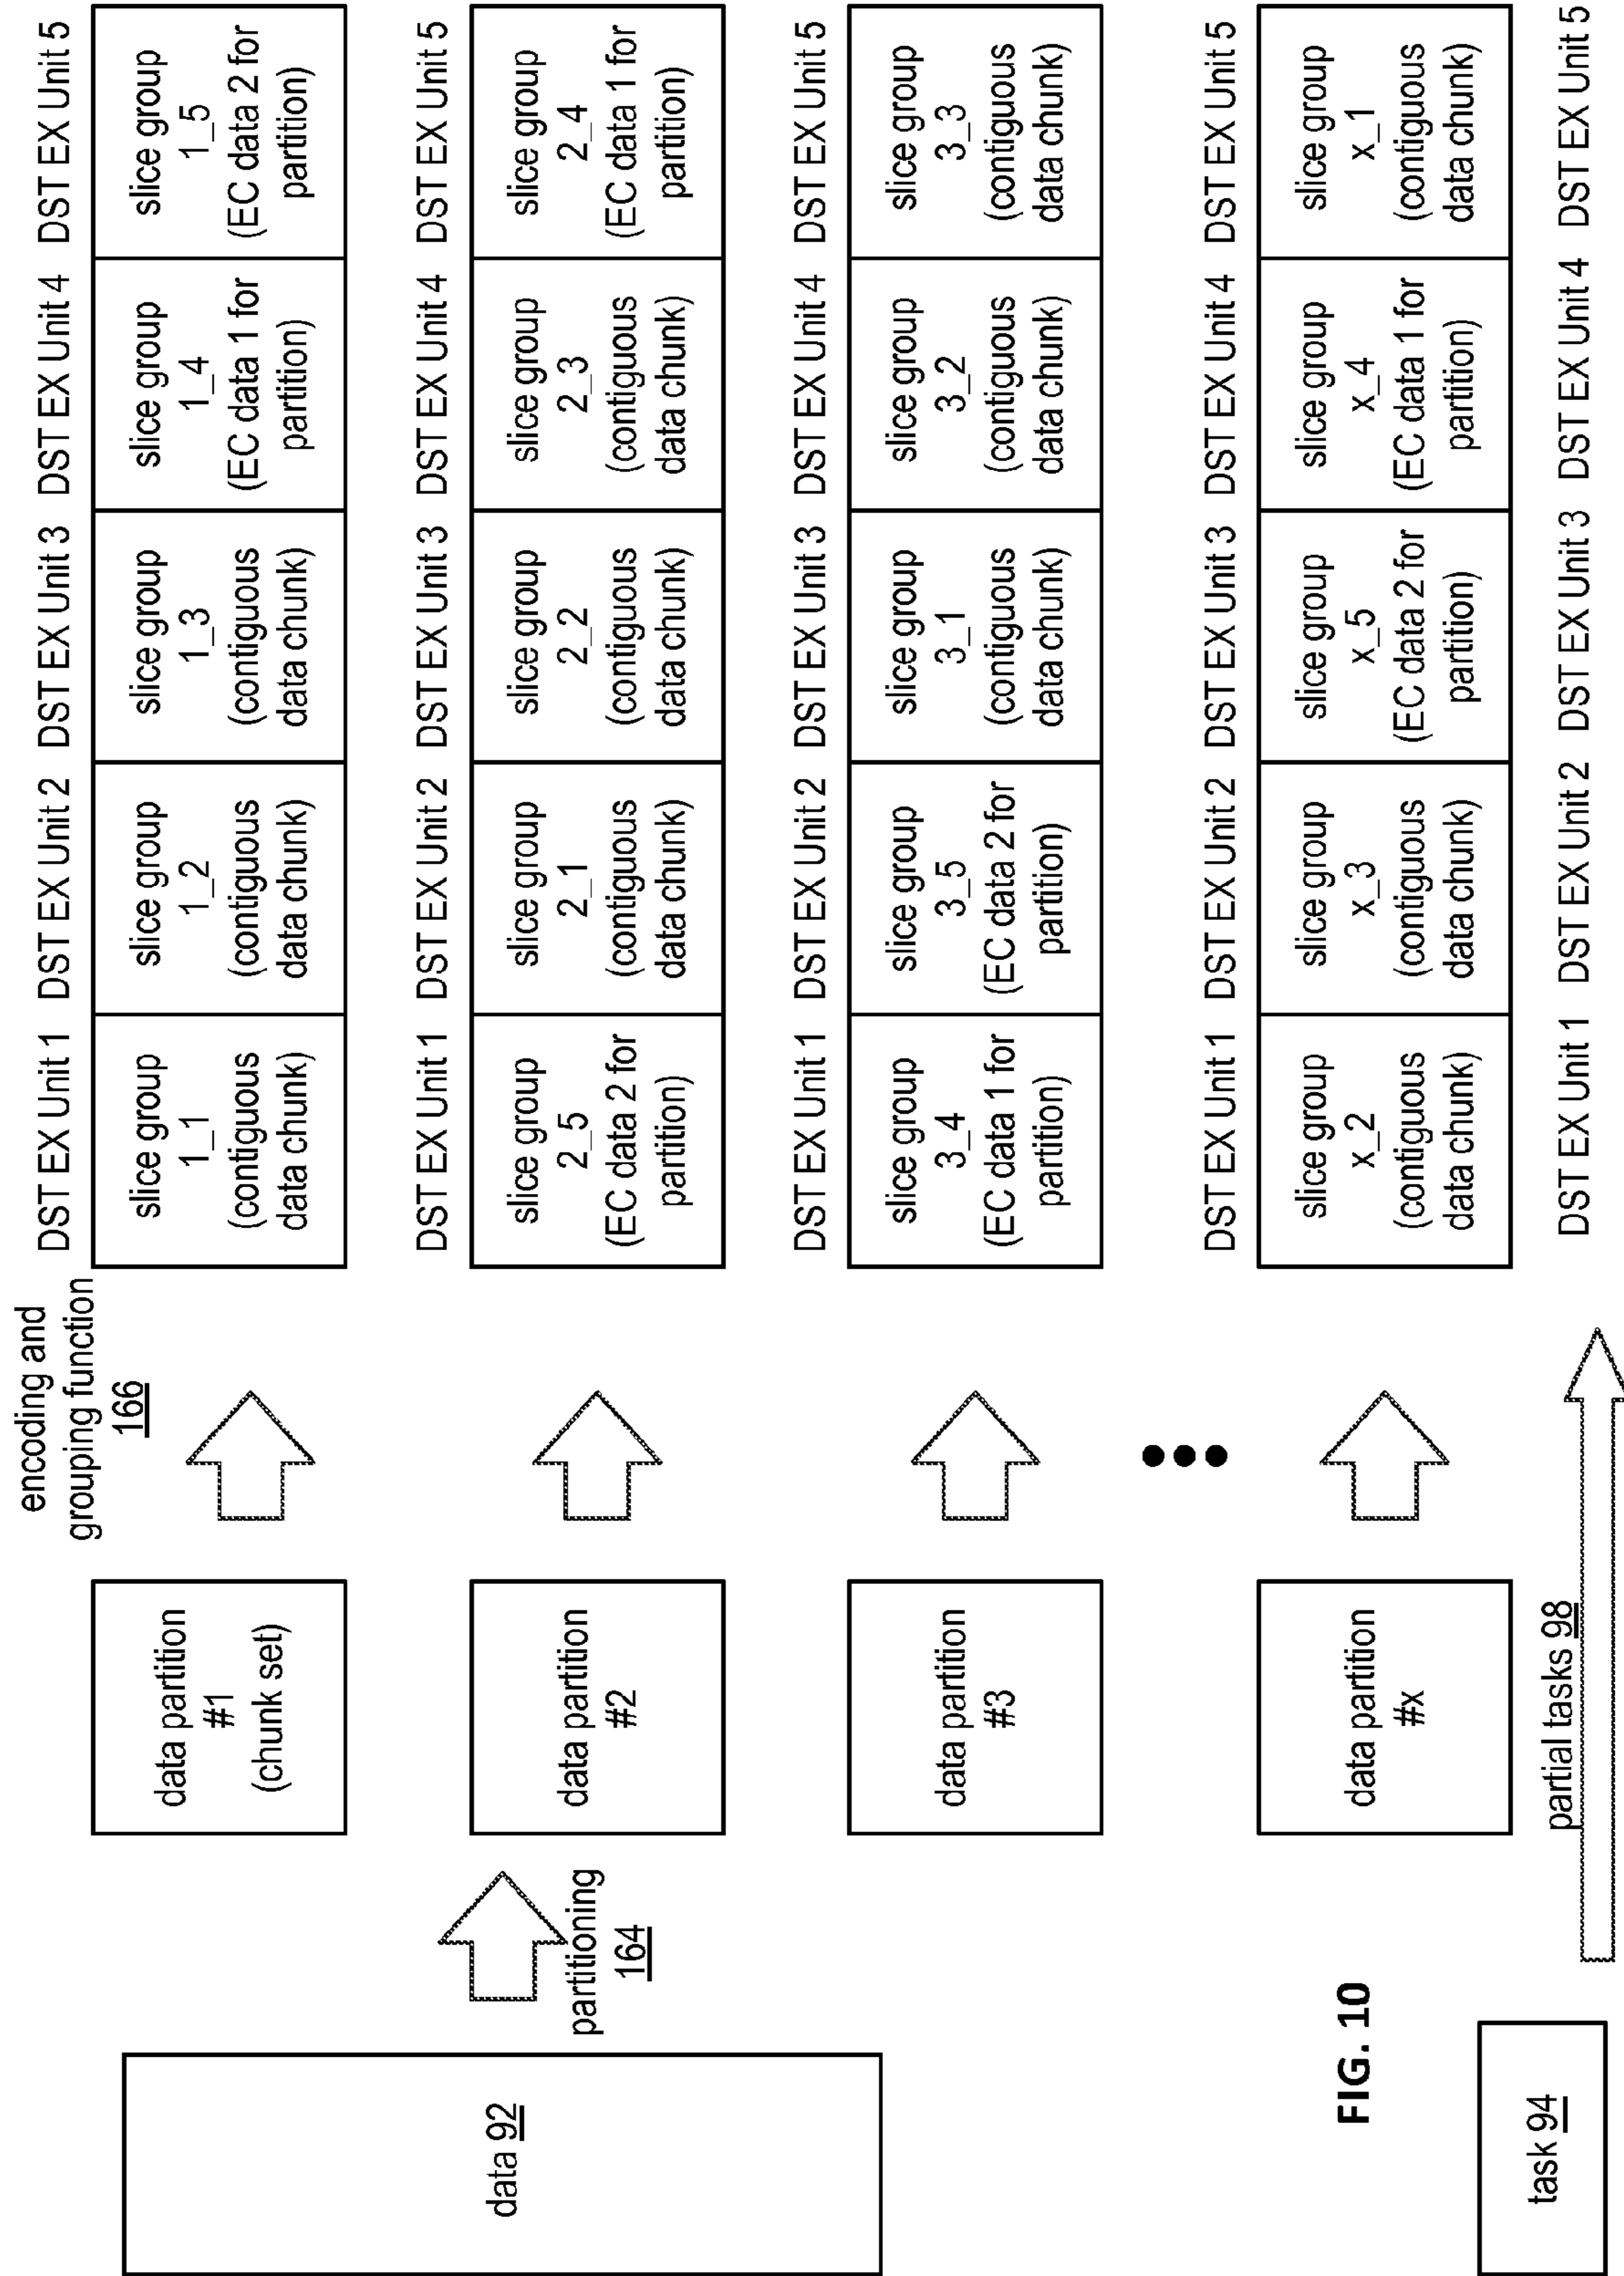 data 92
partitioning
164
data partition
#1
(chunk set)
data partition
#2
data partition
#3
data partition
#x
encoding and
grouping function
166
DST EX Unit 1 DST EX Unit 2 DST EX Unit 3 DST EX Unit 4 DST EX Unit 5
slice group
1_1
(contiguous
data chunk)
slice group
1_2
(contiguous
data chunk)
slice group
1_3
(contiguous
data chunk)
slice group
1_4
(EC data 1 for
partition)
slice group
1_5
(EC data 2 for
partition)
DST EX Unit 1 DST EX Unit 2 DST EX Unit 3 DST EX Unit 4 DST EX Unit 5
slice group
2_5
(EC data 2 for
partition)
slice group
2_1
(contiguous
data chunk)
slice group
2_2
(contiguous
data chunk)
slice group
2_3
(contiguous
data chunk)
slice group
2_4
(EC data 1 for
partition)
DST EX Unit 1 DST EX Unit 2 DST EX Unit 3 DST EX Unit 4 DST EX Unit 5
slice group
3_4
(EC data 1 for
partition)
slice group
3_5
(EC data 2 for
partition)
slice group
3_1
(contiguous
data chunk)
slice group
3_2
(contiguous
data chunk)
slice group
3_3
(contiguous
data chunk)
DST EX Unit 1 DST EX Unit 2 DST EX Unit 3 DST EX Unit 4 DST EX Unit 5
slice group
x_2
(contiguous
data chunk)
slice group
x_3
(contiguous
data chunk)
slice group
x_5
(EC data 2 for
partition)
slice group
x_4
(EC data 1 for
partition)
slice group
x_1
(contiguous
data chunk)
FIG. 10
task 94
partial tasks 98
DST EX Unit 1 DST EX Unit 2 DST EX Unit 3 DST EX Unit 4 DST EX Unit 5